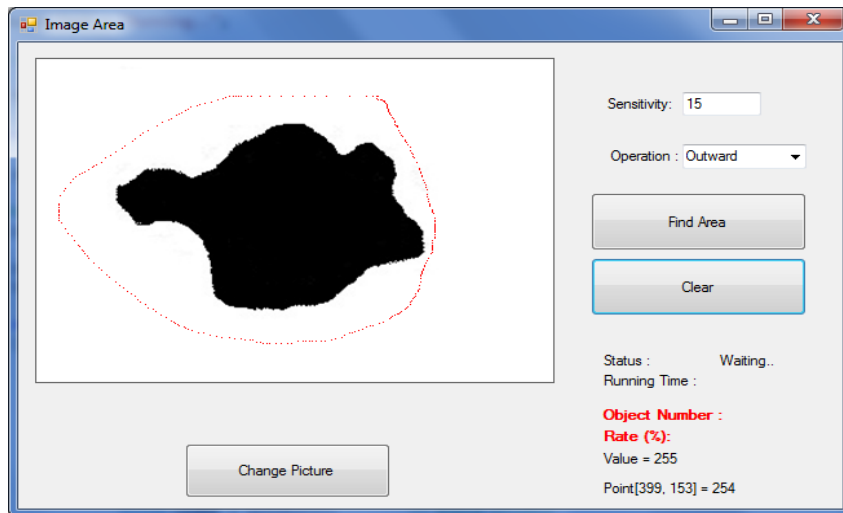 Image Area
Sensitivity: 15
Operation : Outward
Find Area
Clear
Status : Waiting..
Running Time :
Object Number :
Rate (%):
Value = 255
Point[399, 153] = 254
Change Picture